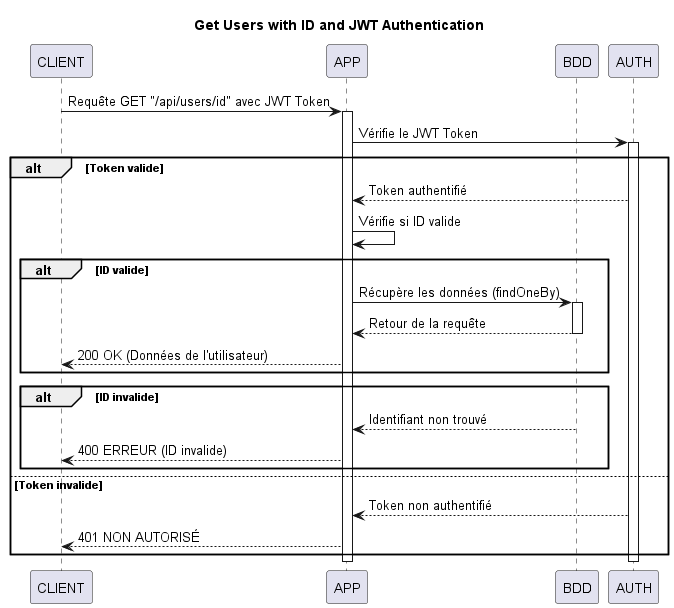 Get Users with ID and JWT Authentication
CLIENT APP BDD AUTH
Requête GET "/api/users/id" avec JWT Token
Vérifie le JWT Token
alt [Token valide]
Token authentifié
Vérifie si ID valide
alt [ID valide]
Récupère les données (findOneBy)
Retour de la requête
200 OK (Données de l'utilisateur)
alt [ID invalide]
Identifiant non trouvé
400 ERREUR (ID invalide)
[Token invalide]
Token non authentifié
401 NON AUTORISÉ
CLIENT APP BDD AUTH